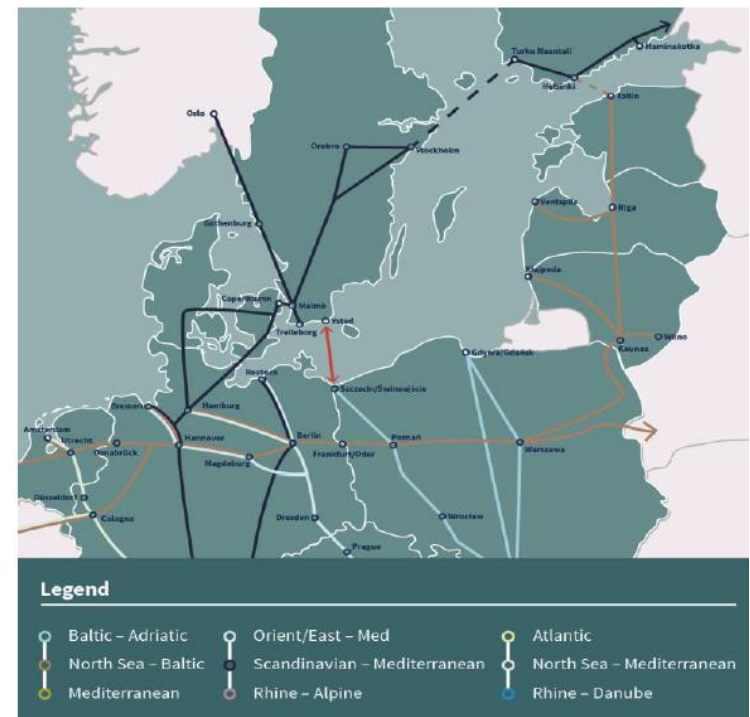 Turku Naantali
Haminakotka
Helsinki
Tallin
Oslo
Örebro
Stockholm
Ventspils
Riga
Gothenburg
Klajpeda
Copenhagen
Malmö
Ystad
Trelleborg
Kaunas
Wilno
Gdynia/Gdańsk
Rostock
Szczecin/Świnoujście
Bremen
Hamburg
Amsterdam
Utrecht
Osnabrück
Hannover
Berlin
Magdeburg
Frankfurt/Oder
Poznań
Warszawa
Düsseldorf
Cologne
Dresden
Wrocław
Prague
Legend
Baltic – Adriatic
Orient/East – Med
Atlantic
North Sea – Baltic
Scandinavian – Mediterranean
North Sea – Mediterranean
Mediterranean
Rhine – Alpine
Rhine – Danube